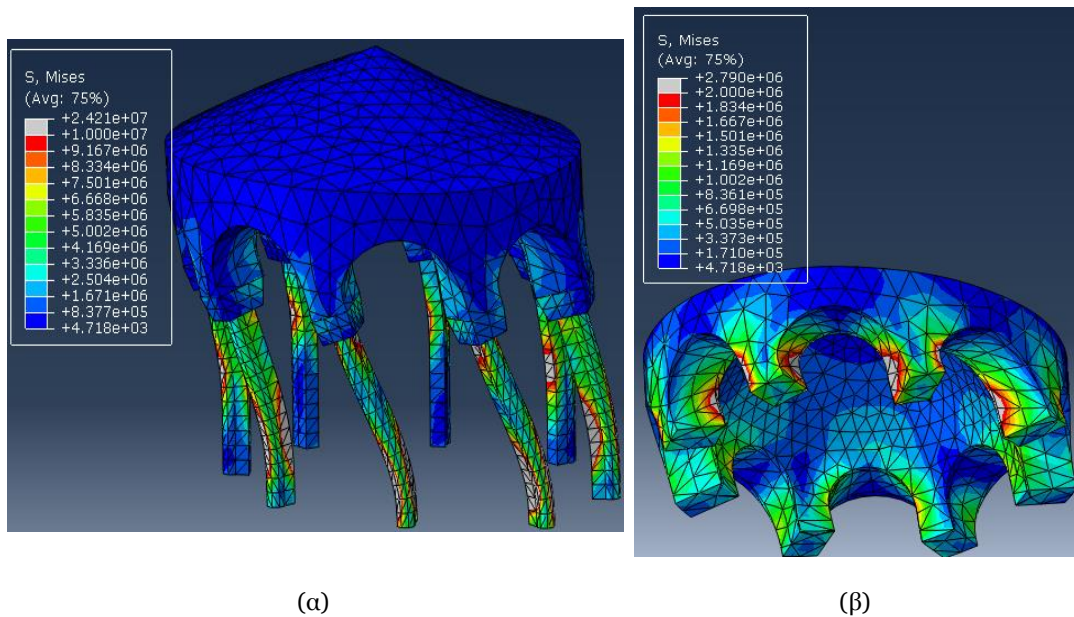 S, Mises
(Avg: 75%)
+2.421e+07
+1.000e+07
+9.167e+06
+8.334e+06
+7.501e+06
+6.668e+06
+5.835e+06
+5.002e+06
+4.169e+06
+3.336e+06
+2.504e+06
+1.671e+06
+8.377e+05
+4.718e+03
S, Mises
(Avg: 75%)
+2.790e+06
+2.000e+06
+1.834e+06
+1.667e+06
+1.501e+06
+1.335e+06
+1.169e+06
+1.002e+06
+8.361e+05
+6.698e+05
+5.035e+05
+3.373e+05
+1.710e+05
+4.718e+03
(α)
(β)